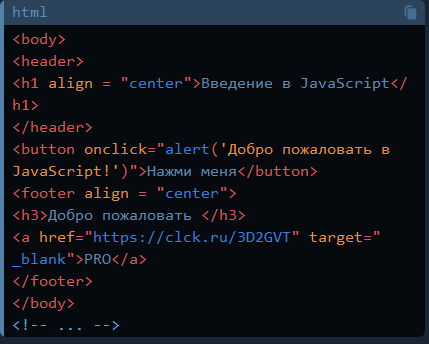 html
<body>
<header>
<h1 align = "center">Введение в JavaScript</
h1>
</header>
<button onclick="alert('Добро пожаловать в
JavaScript!')">Нажми меня</button>
<footer align = "center">
<h3>Добро пожаловать </h3>
<a href="https://clck.ru/3D2GVT" target="
_blank">PRO</a>
</footer>
</body>
<!-- ... -->